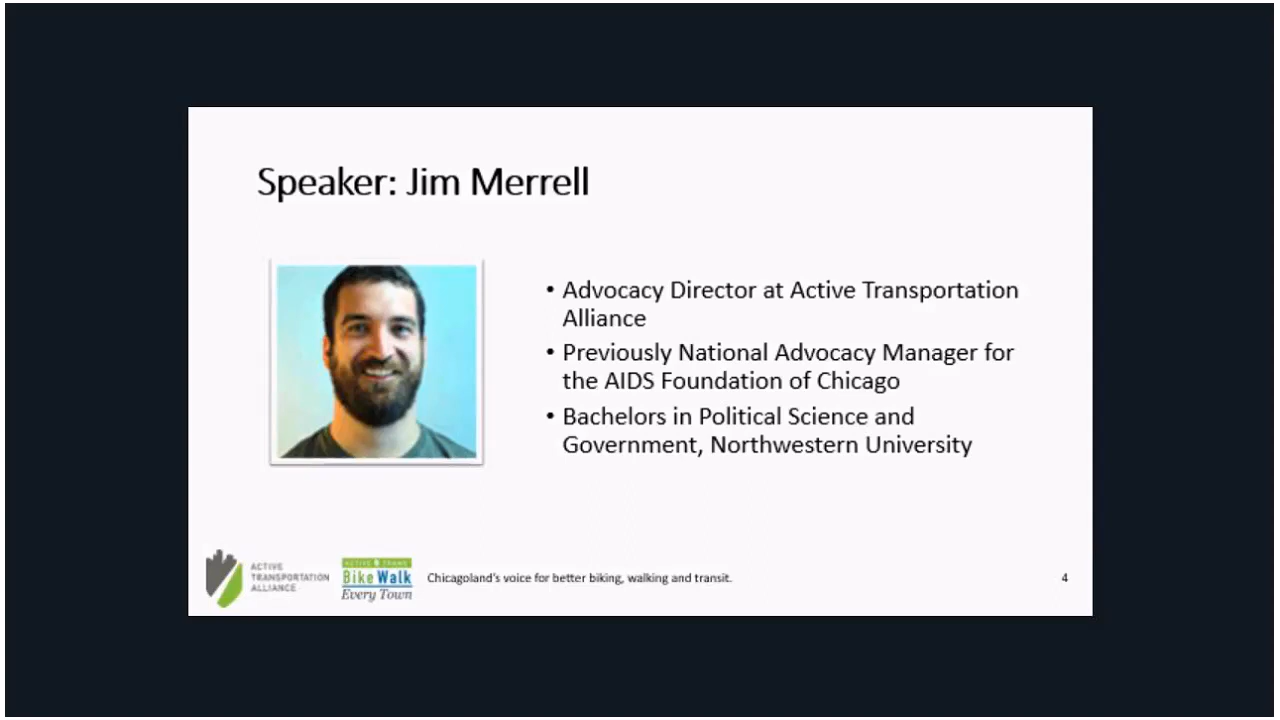 Speaker: Jim Merrell
• Advocacy Director at Active Transportation
Alliance
• Previously National Advocacy Manager for
the AIDS Foundation of Chicago
• Bachelors in Political Science and
Government, Northwestern University
ACTIVE
TRANSPORTATION
ALLIANCE
ACTIVE TRANS
Bike Walk
Every Town
Chicagoland's voice for better biking, walking and transit.
4